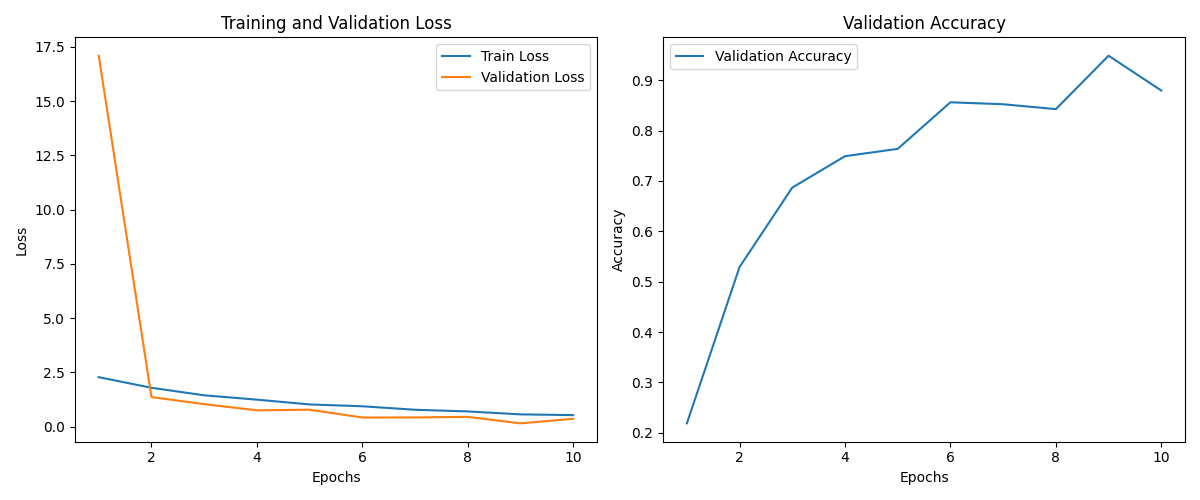 Training and Validation Loss
Train Loss
Validation Loss
17.5
15.0
12.5
10.0
7.5
5.0
2.5
0.0
Loss
2 4 6 8 10
Epochs
Validation Accuracy
Validation Accuracy
0.9
0.8
0.7
0.6
0.5
0.4
0.3
0.2
Accuracy
2 4 6 8 10
Epochs